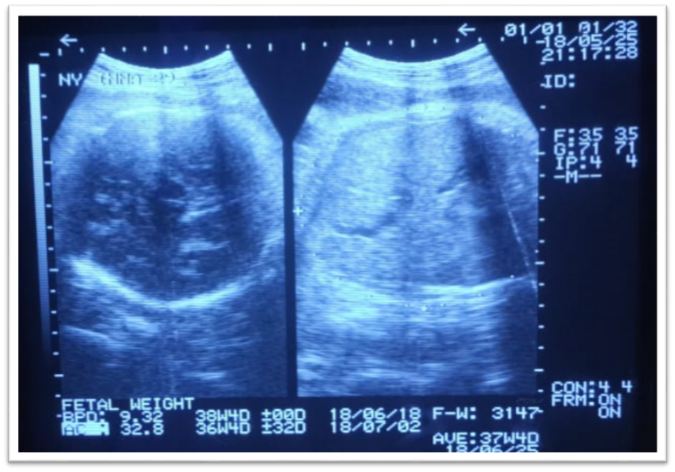 01/01 01/32
18/05/25
21:17:28
NY
ID:
F:35 35
G:71 71
IP:4 4
-M--
CON:4 4
FRM:ON
ON
FETAL WEIGHT
BPD: 9.32 38W4D ±00D 18/06/18 F-W: 3147
32.8 36W4D ±32D 18/07/02
AVE:37W4D
18/06/25